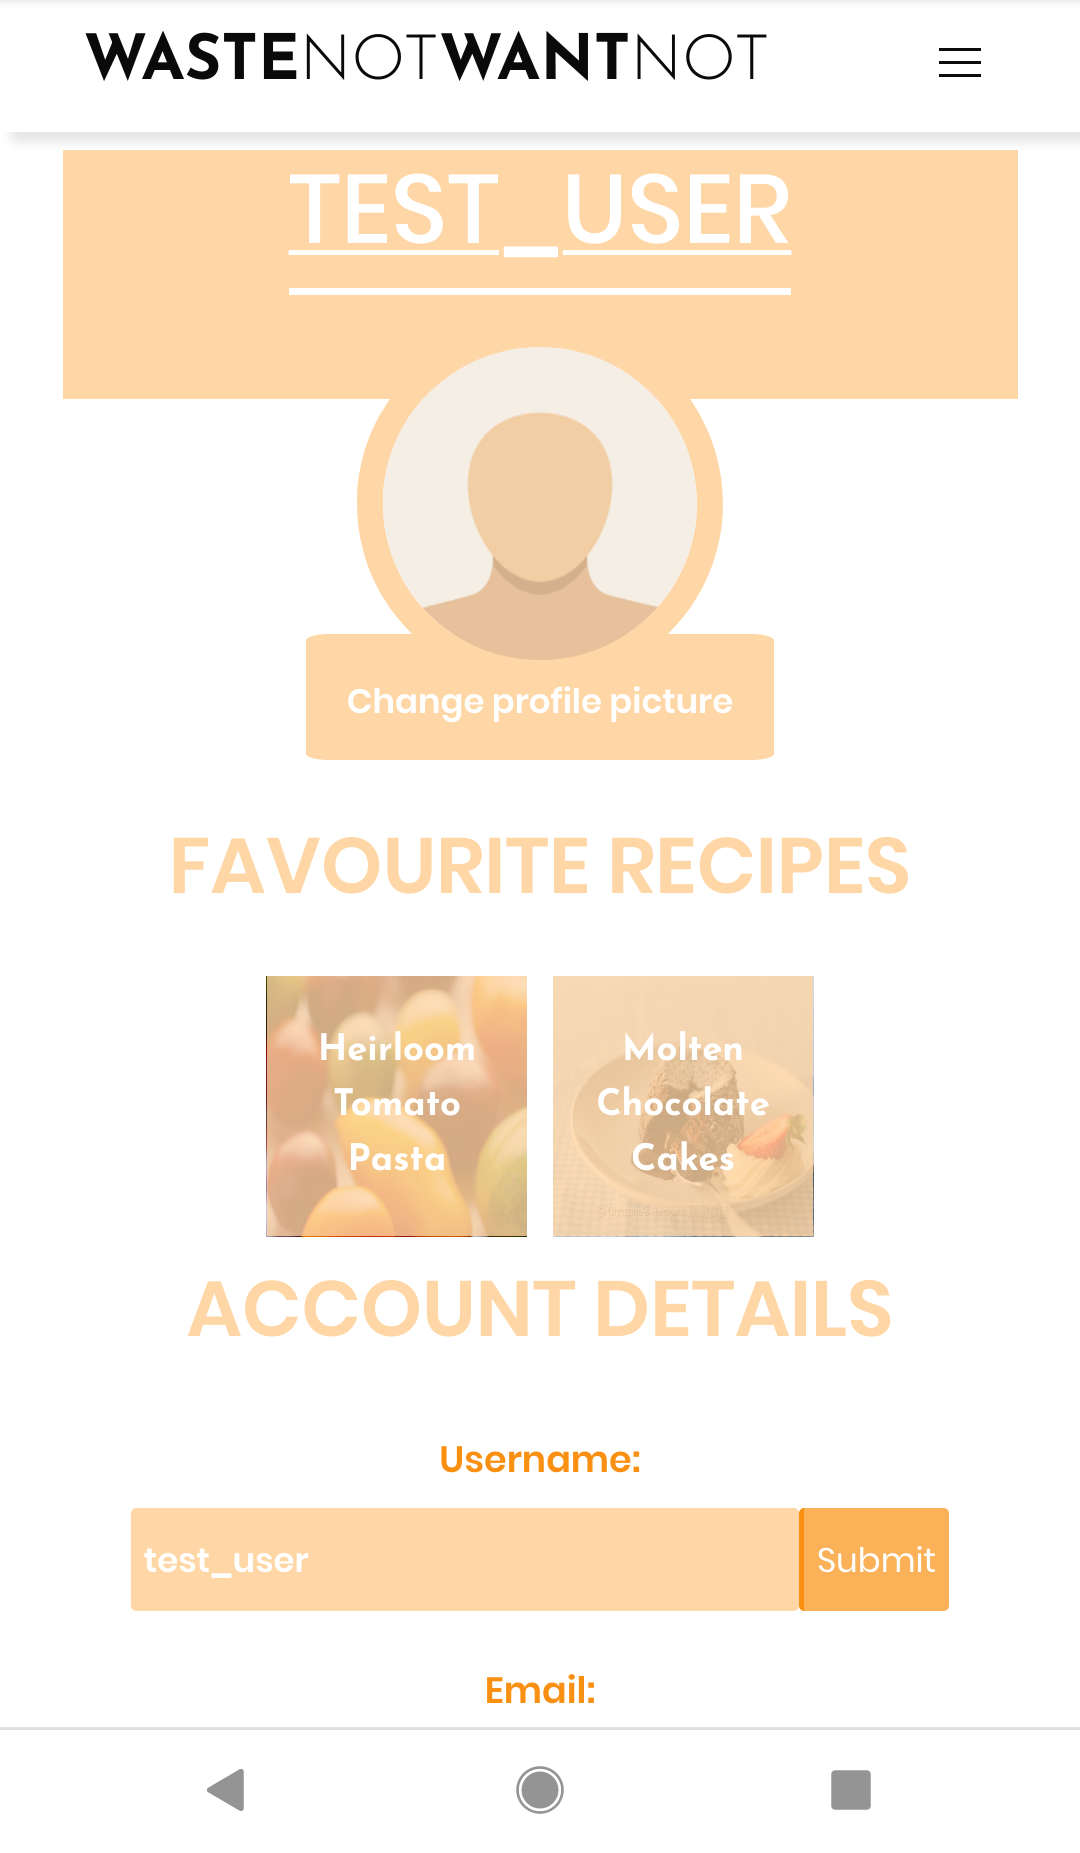 WASTENOTWANTNOT
TEST_USER
Change profile picture
FAVOURITE RECIPES
Heirloom
Tomato
Pasta
Molten
Chocolate
Cakes
ACCOUNT DETAILS
Username:
test_user
Submit
Email: